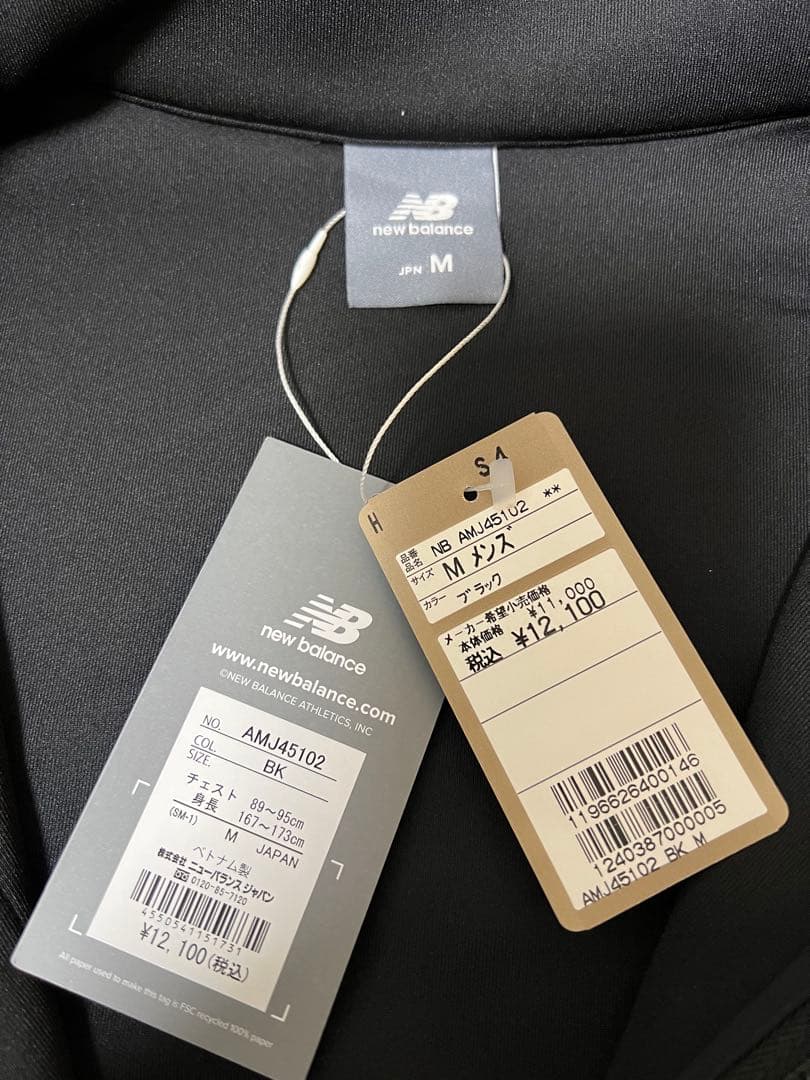 NB
new balance
JPN M
NB
new balance
www.newbalance.com
©NEW BALANCE ATHLETICS, INC
NO. AMJ45102
COL. BK
SIZE.
チェスト 89~95cm
身長 167~173cm
(SM-1) M JAPAN
ベトナム製
株式会社 ニューバランス ジャパン
0120-85-7120
4550541151731
¥12,100(税込)
All paper used to make this tag is FSC recycled 100% paper
S 4
H
品番 NB AMJ45102 **
品名
サイズ M メンズ
カラー ブラック
メーカー希望小売価格
本体価格 ¥11,000
税込 ¥12,100
1196626400146
1240387000005
AMJ45102 BK M